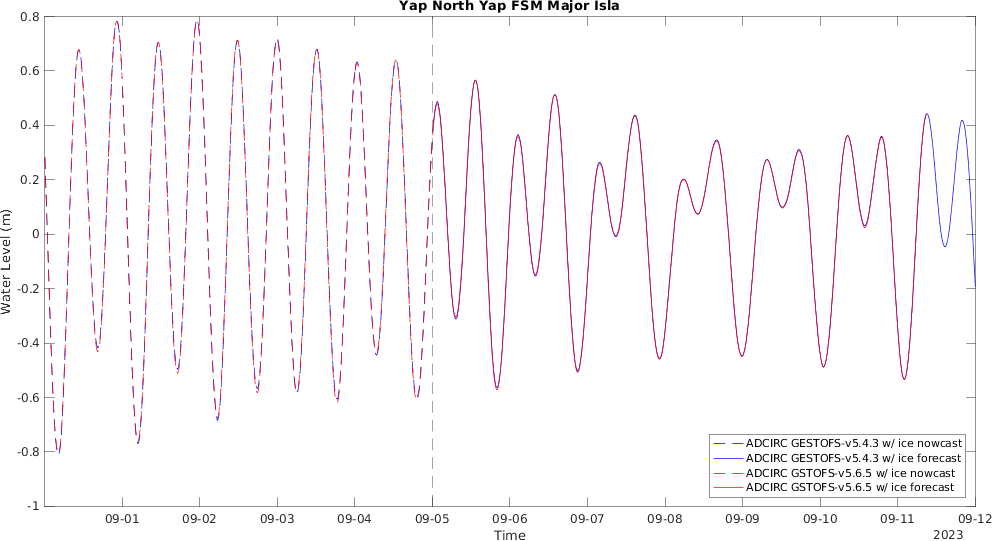 Yap North Yap FSM Major Isla
0.8
0.6
0.4
0.2
0
-0.2
-0.4
-0.6
-0.8
-1
Water Level (m)
09-01 09-02 09-03 09-04 09-05 09-06 09-07 09-08 09-09 09-10 09-11 09-12
2023
Time
ADCIRC GESTOFS-v5.4.3 w/ ice nowcast
ADCIRC GESTOFS-v5.4.3 w/ ice forecast
ADCIRC GSTOFS-v5.6.5 w/ ice nowcast
ADCIRC GSTOFS-v5.6.5 w/ ice forecast